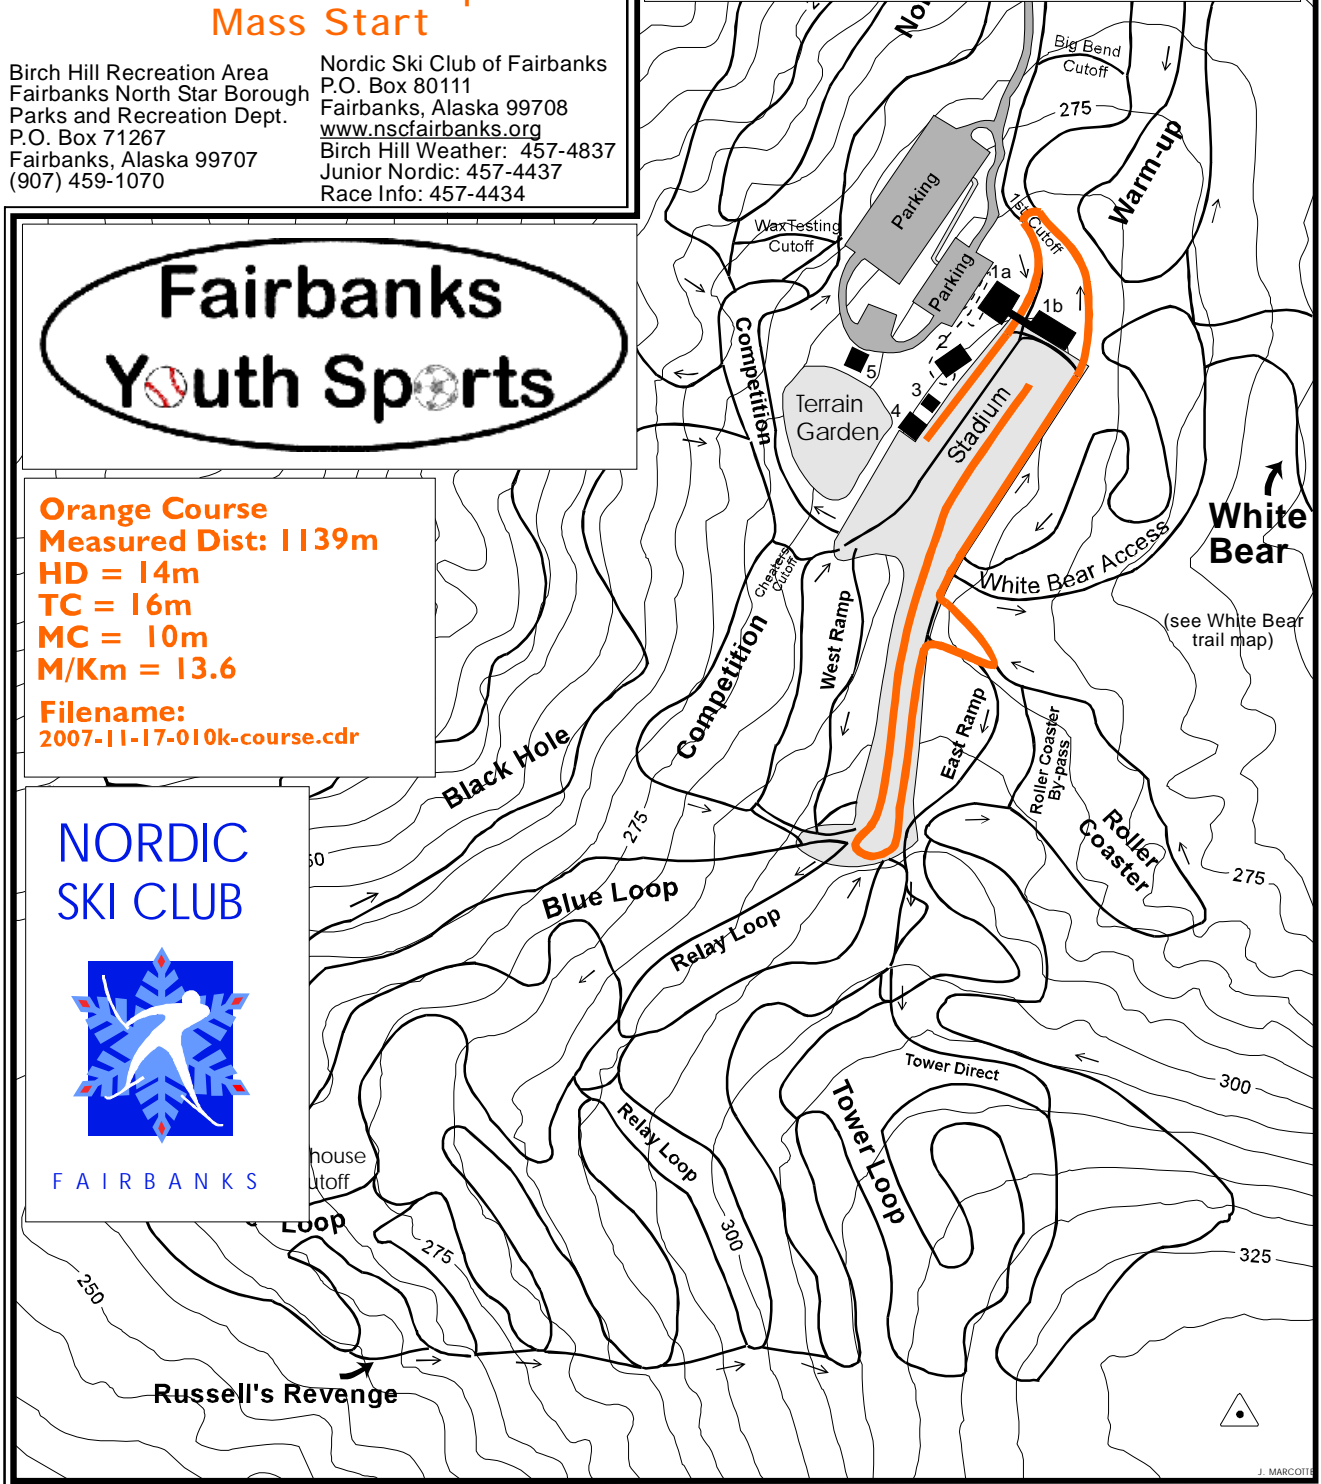 Mass Start
Birch Hill Recreation Area
Fairbanks North Star Borough
Parks and Recreation Dept.
P.O. Box 71267
Fairbanks, Alaska 99707
(907) 459-1070
Nordic Ski Club of Fairbanks
P.O. Box 80111
Fairbanks, Alaska 99708
www.nscfairbanks.org
Birch Hill Weather: 457-4837
Junior Nordic: 457-4437
Race Info: 457-4434
Fairbanks
Youth Sports
Orange Course
Measured Dist: 1139m
HD = 14m
TC = 16m
MC = 10m
M/Km = 13.6
Filename:
2007-11-17-010k-course.cdr
NORDIC
SKI CLUB
FAIRBANKS
Big Bend
Cutoff
275
Warm-up
Parking
Parking
1st Cutoff
Wax Testing
Cutoff
1a
1b
2
3
4
5
Competition
Terrain
Garden
Stadium
White
Bear
White Bear Access
(see White Bear
trail map)
Cheaters
Cutoff
West Ramp
Competition
East Ramp
Roller Coaster
By-pass
Roller
Coaster
Black Hole
275
275
Blue Loop
Relay Loop
Tower Direct
300
Tower Loop
Relay Loop
300
house
utoff
Loop
275
250
325
Russell's Revenge
J. MARCOTTE